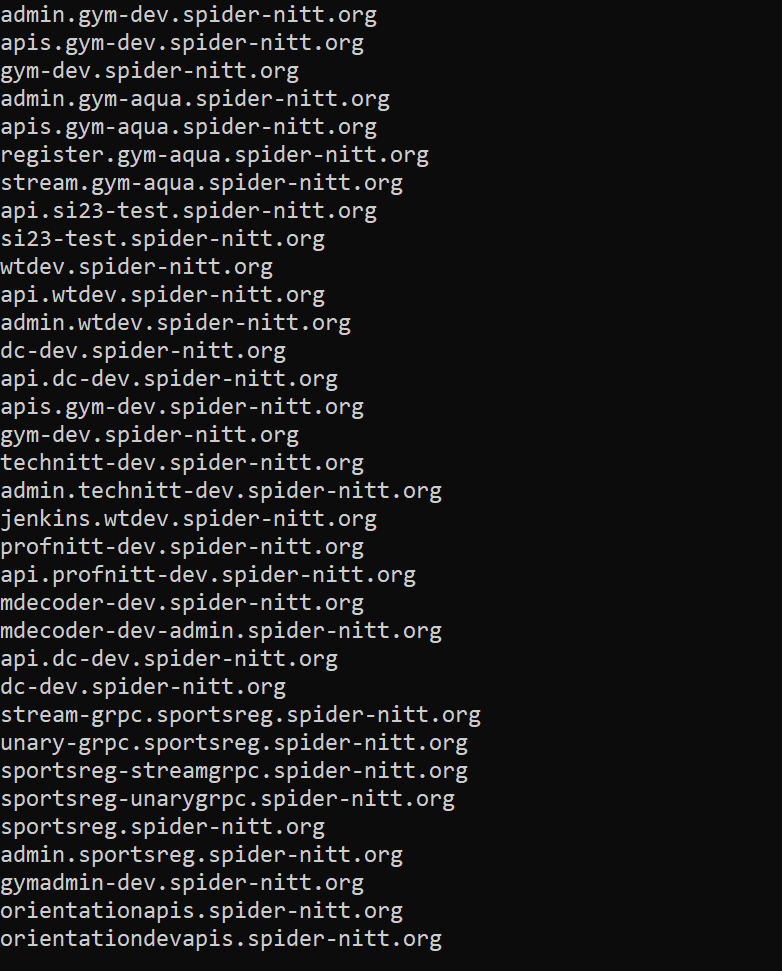 admin.gym-dev.spider-nitt.org
apis.gym-dev.spider-nitt.org
gym-dev.spider-nitt.org
admin.gym-aqua.spider-nitt.org
apis.gym-aqua.spider-nitt.org
register.gym-aqua.spider-nitt.org
stream.gym-aqua.spider-nitt.org
api.si23-test.spider-nitt.org
si23-test.spider-nitt.org
wtdev.spider-nitt.org
api.wtdev.spider-nitt.org
admin.wtdev.spider-nitt.org
dc-dev.spider-nitt.org
api.dc-dev.spider-nitt.org
apis.gym-dev.spider-nitt.org
gym-dev.spider-nitt.org
technitt-dev.spider-nitt.org
admin.technitt-dev.spider-nitt.org
jenkins.wtdev.spider-nitt.org
profnitt-dev.spider-nitt.org
api.profnitt-dev.spider-nitt.org
mdecoder-dev.spider-nitt.org
mdecoder-dev-admin.spider-nitt.org
api.dc-dev.spider-nitt.org
dc-dev.spider-nitt.org
stream-grpc.sportsreg.spider-nitt.org
unary-grpc.sportsreg.spider-nitt.org
sportsreg-streamgrpc.spider-nitt.org
sportsreg-unarygrpc.spider-nitt.org
sportsreg.spider-nitt.org
admin.sportsreg.spider-nitt.org
gymadmin-dev.spider-nitt.org
orientationapis.spider-nitt.org
orientationdevapis.spider-nitt.org